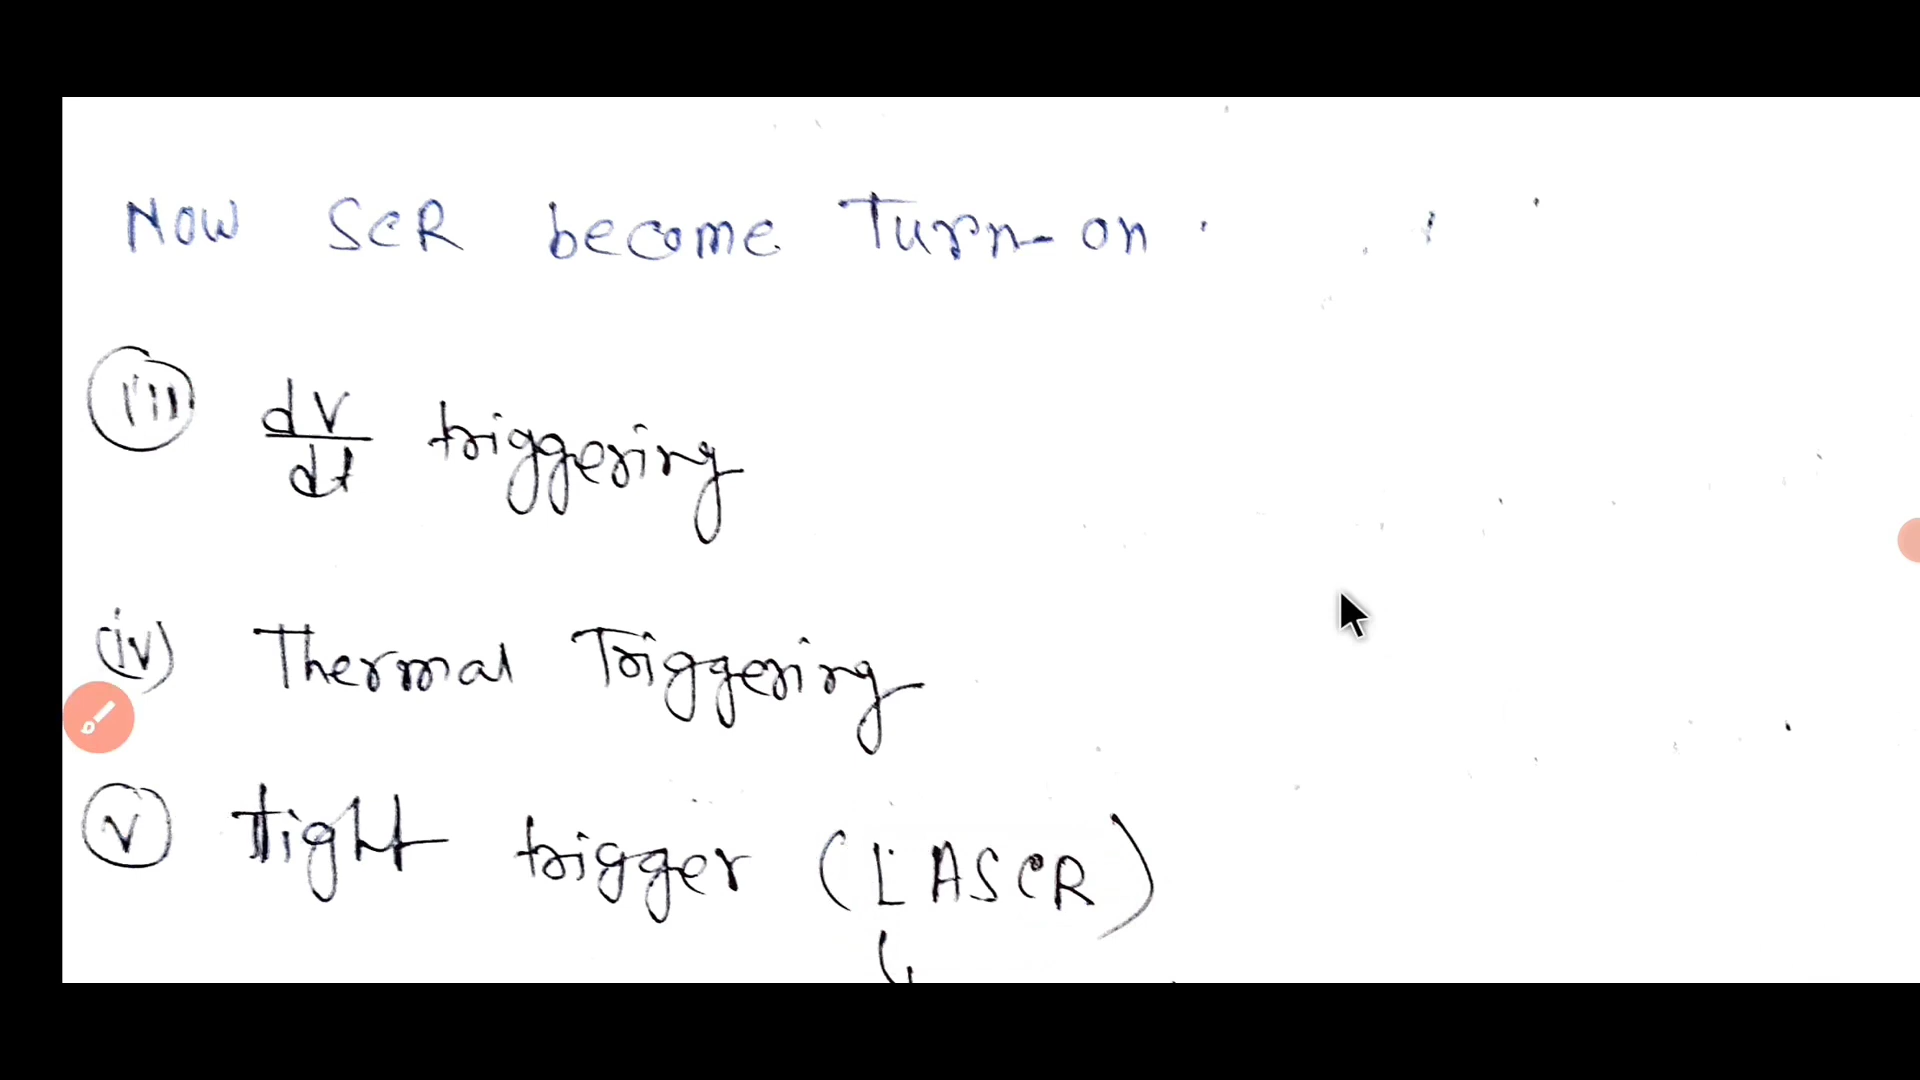 Now SCR become Turn-on .
(iii) dV/dt triggering
(iv) Thermal Triggering
(v) Light trigger (LASCR)